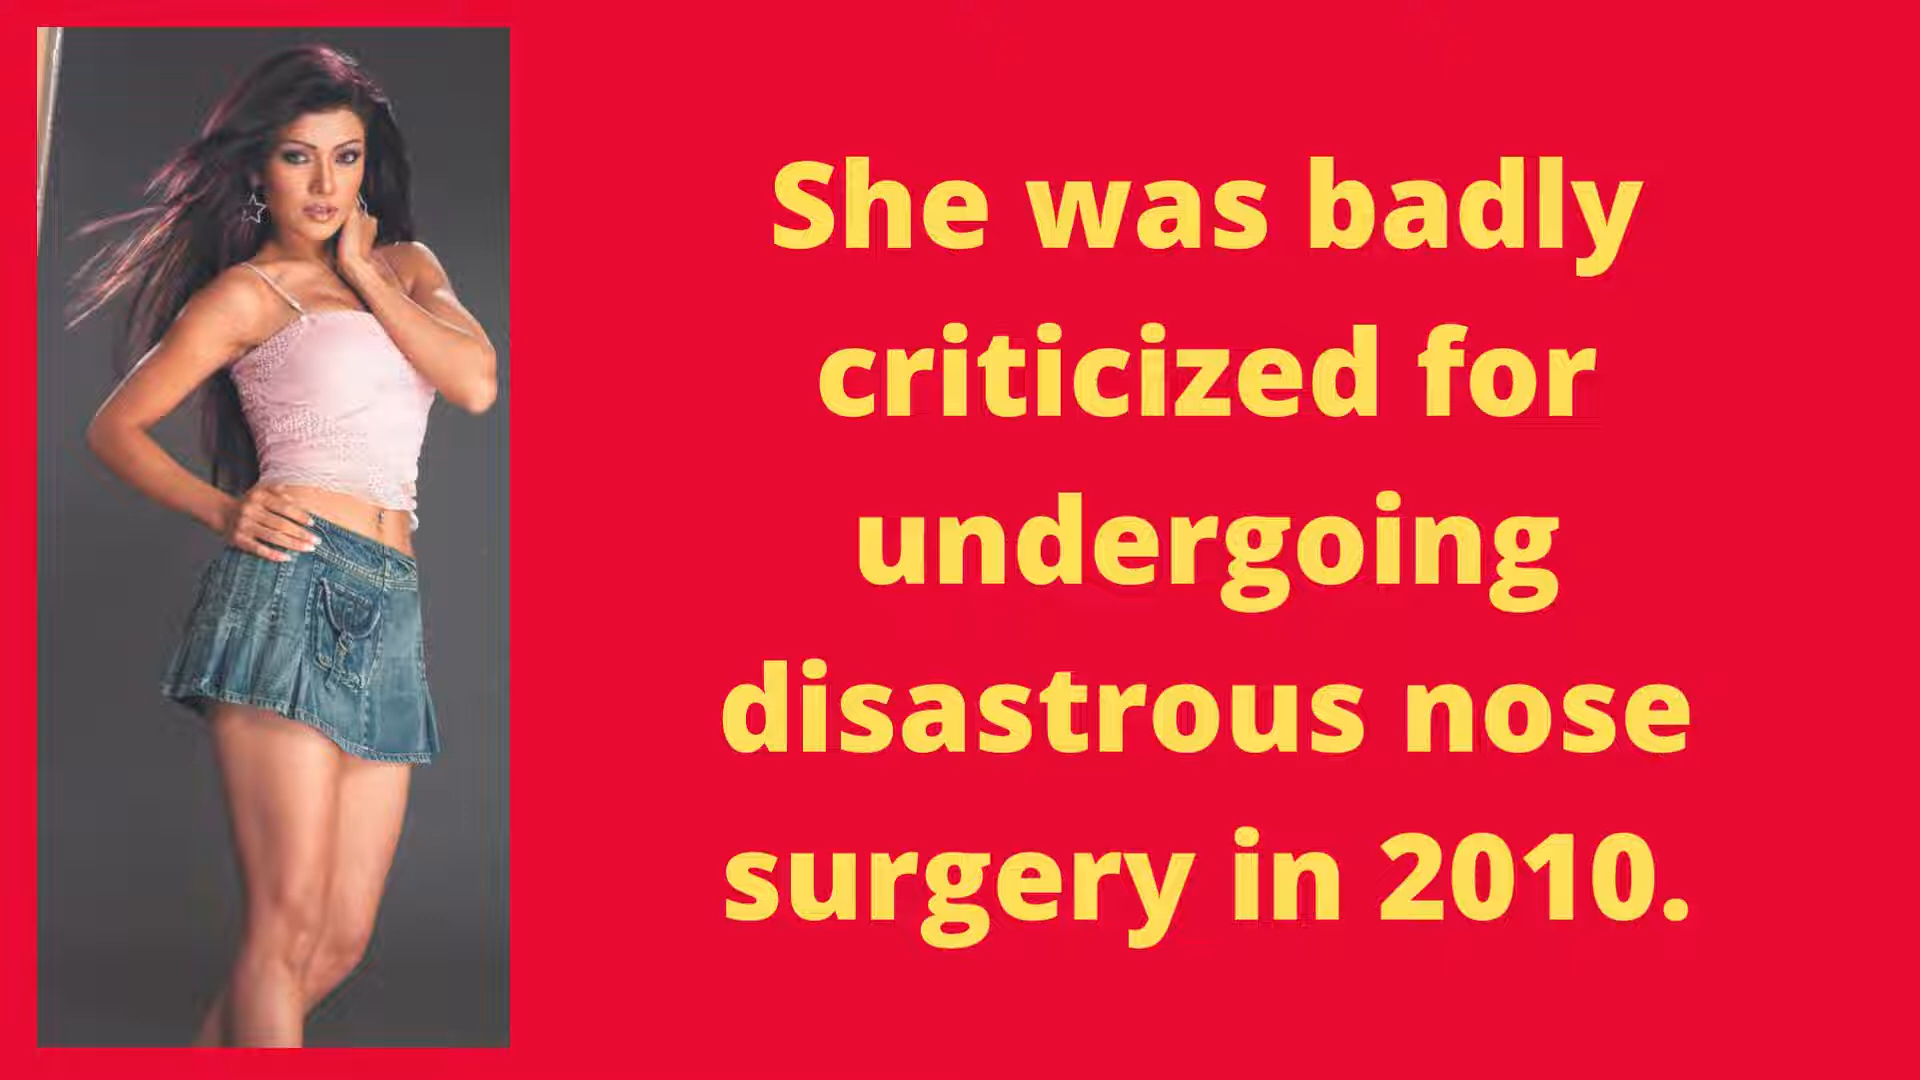 She was badly
criticized for
undergoing
disastrous nose
surgery in 2010.